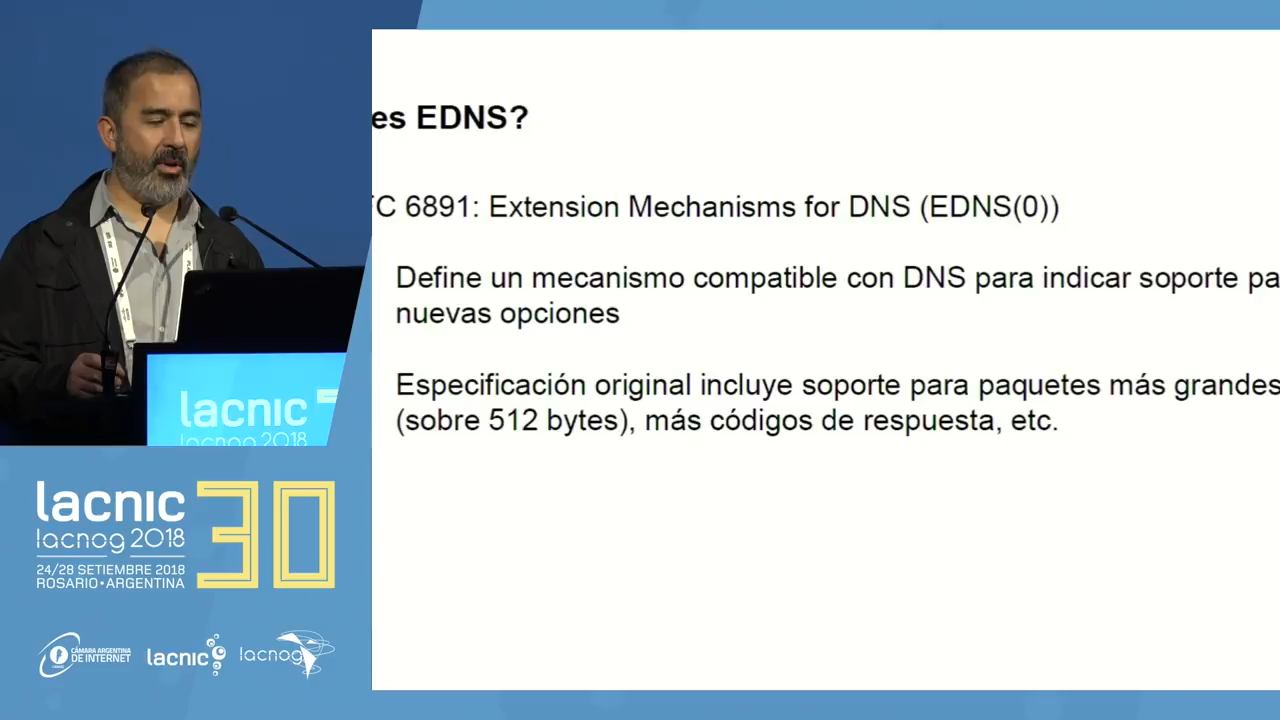 es EDNS?
C 6891: Extension Mechanisms for DNS (EDNS(0))
Define un mecanismo compatible con DNS para indicar soporte pa
nuevas opciones
Especificación original incluye soporte para paquetes más grandes
(sobre 512 bytes), más códigos de respuesta, etc.
lacnic
lacnog 2018
lacnic 30
lacnog 2018
24/28 SETIEMBRE 2018
ROSARIO•ARGENTINA
CÁMARA ARGENTINA
DE INTERNET
lacnic
lacnog